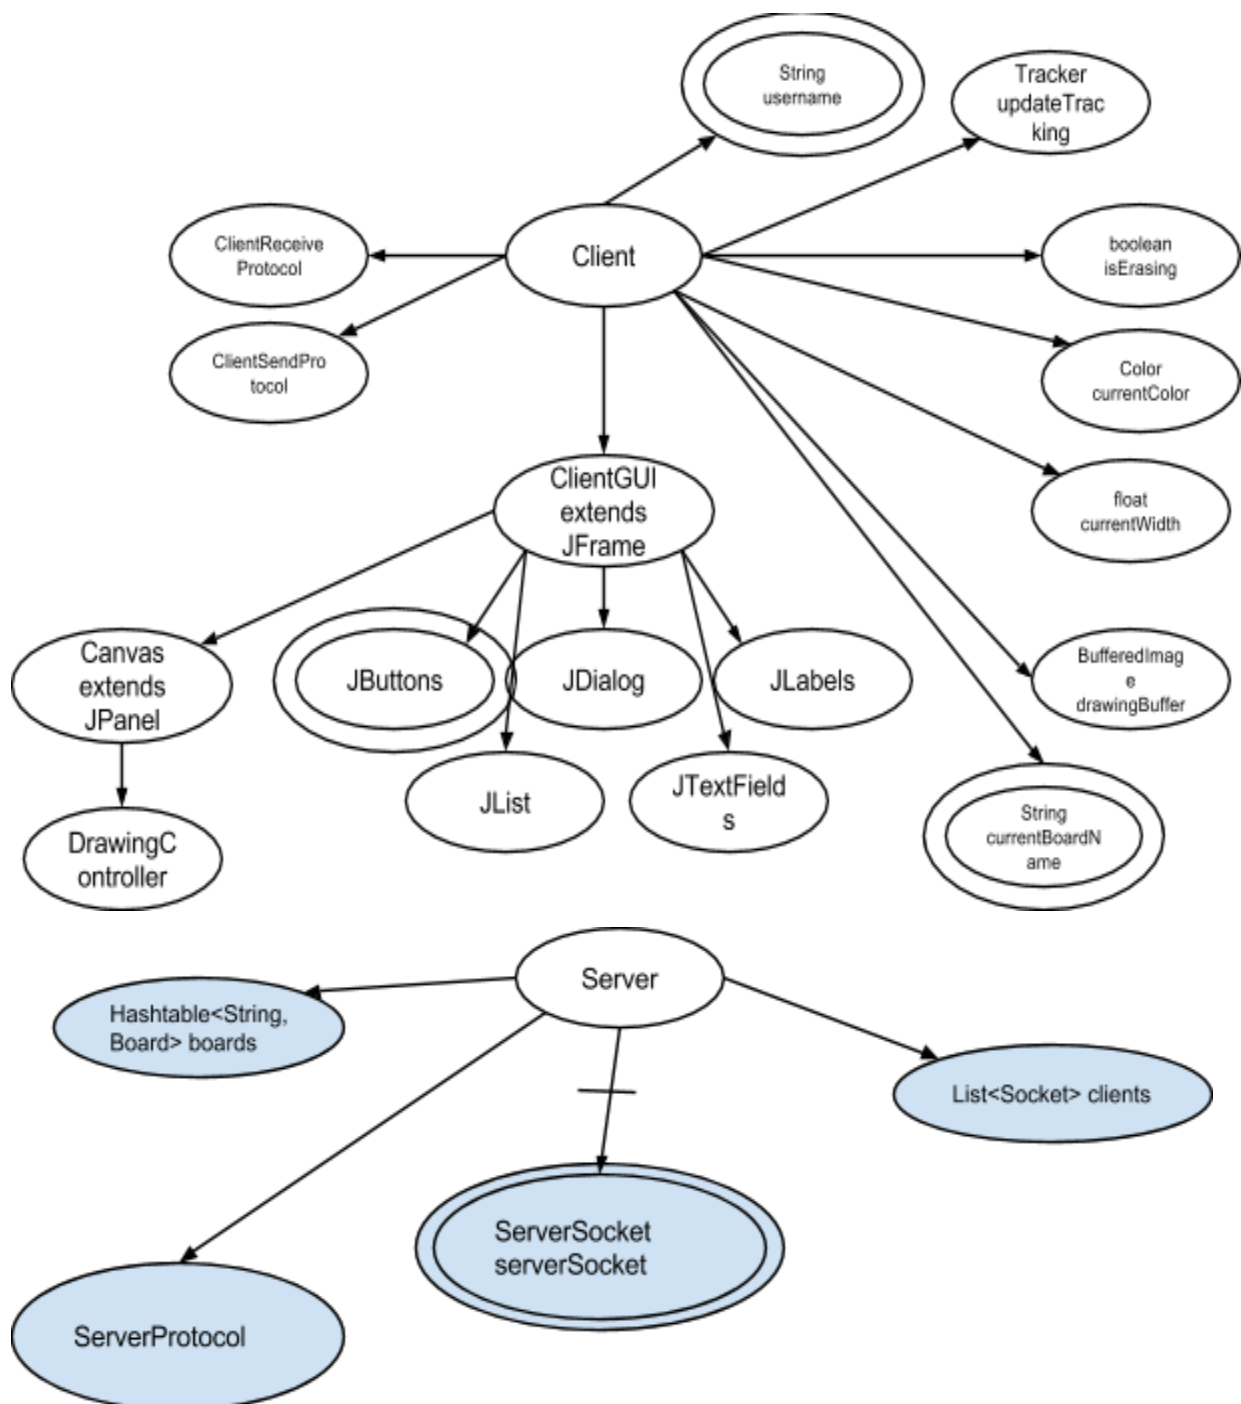 String
username
Tracker
updateTrac
king
ClientReceive
Protocol
Client
boolean
isErasing
ClientSendPro
tocol
Color
currentColor
ClientGUI
extends
JFrame
float
currentWidth
Canvas
extends
JPanel
JButtons
JDialog
JLabels
BufferedImag
e
drawingBuffer
JList
JTextField
s
String
currentBoardN
ame
DrawingC
ontroller
Server
Hashtable<String,
Board> boards
List<Socket> clients
ServerSocket
serverSocket
ServerProtocol